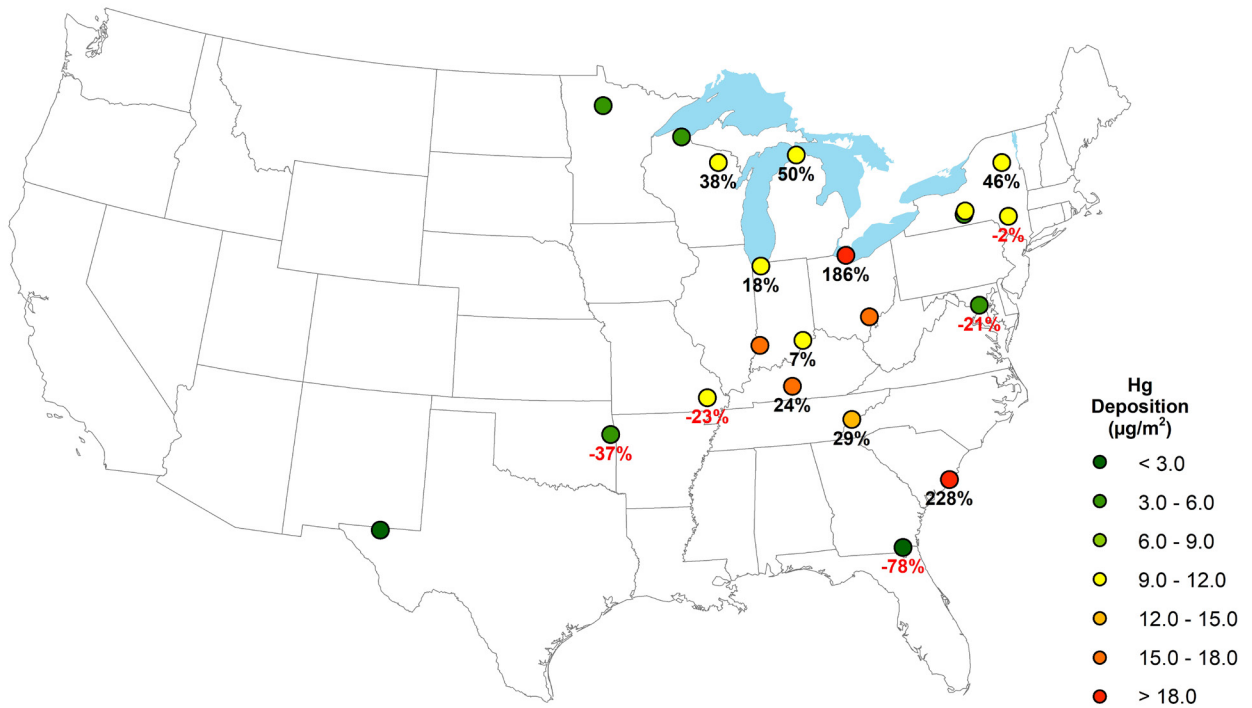 38%
50%
46%
-2%
18%
186%
-21%
7%
24%
-23%
29%
-37%
228%
-78%
Hg
Deposition
(µg/m²)
< 3.0
3.0 - 6.0
6.0 - 9.0
9.0 - 12.0
12.0 - 15.0
15.0 - 18.0
> 18.0